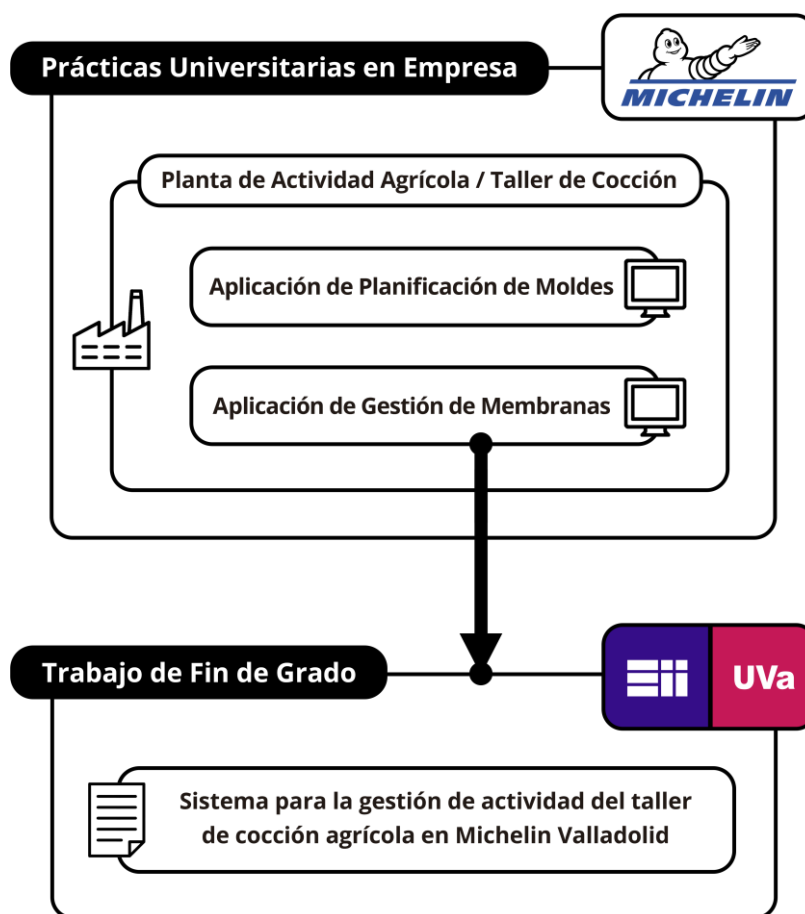 Prácticas Universitarias en Empresa
MICHELIN
Planta de Actividad Agrícola / Taller de Cocción
Aplicación de Planificación de Moldes
Aplicación de Gestión de Membranas
Trabajo de Fin de Grado
Eii
UVa
Sistema para la gestión de actividad del taller
de cocción agrícola en Michelin Valladolid